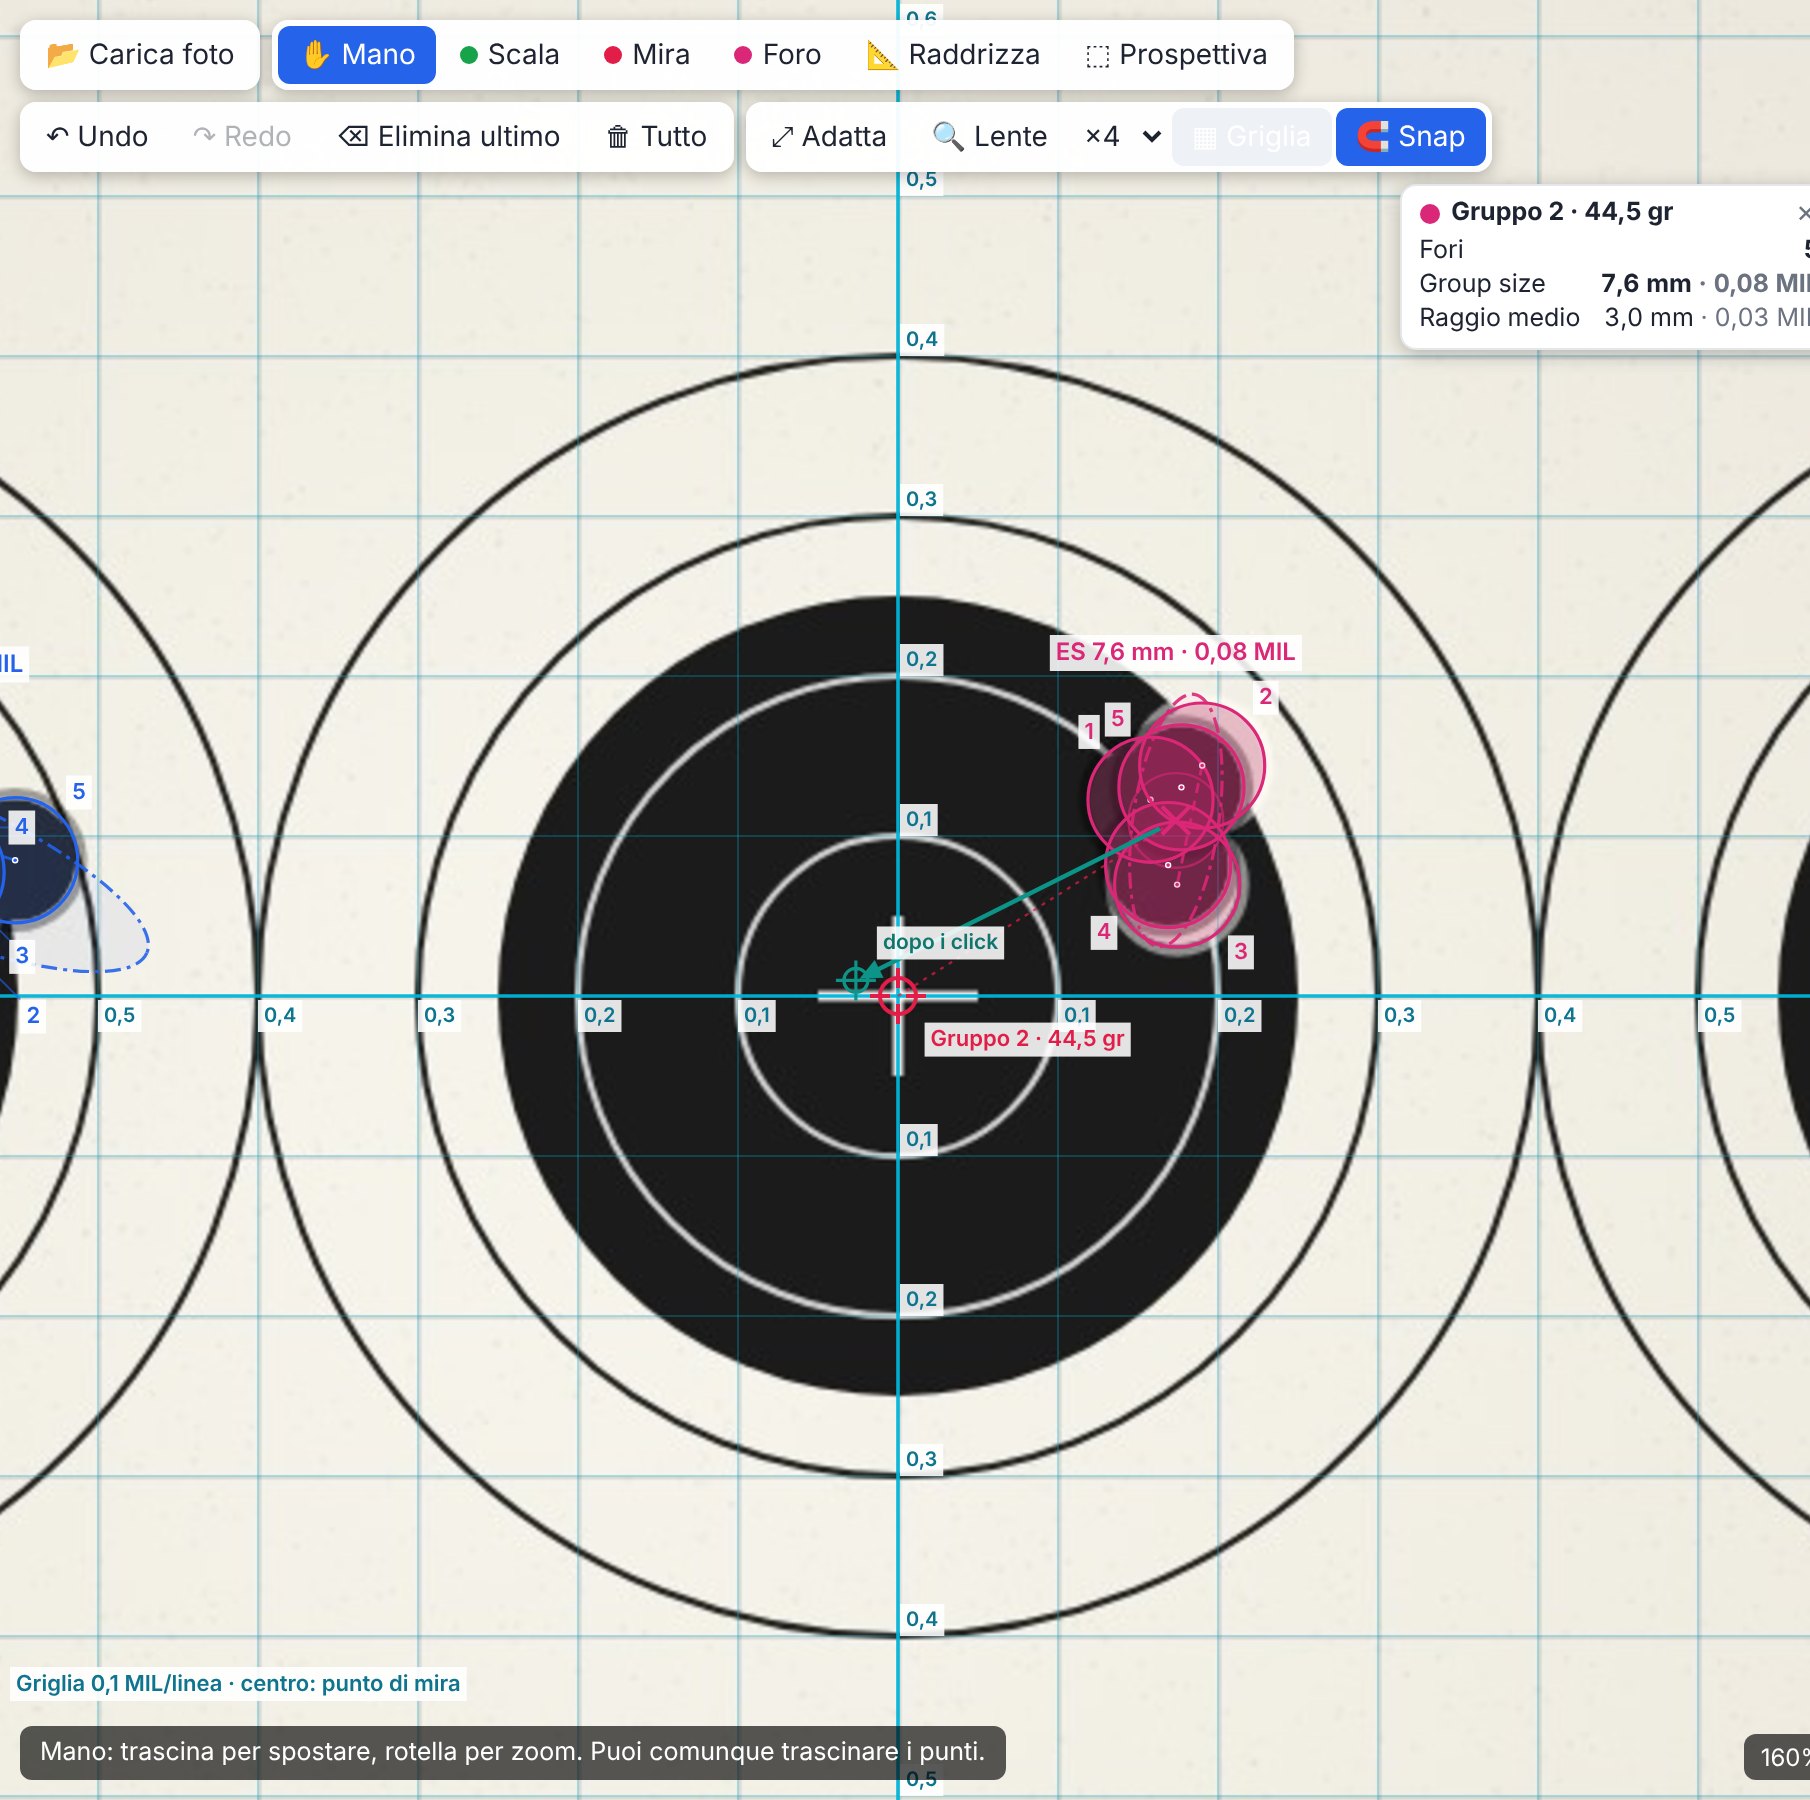 0,6
📂 Carica foto
✋ Mano
Scala
Mira
Foro
📐 Raddrizza
Prospettiva
↶ Undo
↷ Redo
⌫ Elimina ultimo
🗑 Tutto
⤢ Adatta
🔍 Lente
×4
▦ Griglia
🧲 Snap
0,5
Gruppo 2 · 44,5 gr ×
Fori 5
Group size 7,6 mm · 0,08 MIL
Raggio medio 3,0 mm · 0,03 MIL
0,4
0,3
ES 7,6 mm · 0,08 MIL
0,2
MIL
2
5
1
5
4
0,1
4
3
dopo i click
3
2
0,5
0,4
0,3
0,2
0,1
0,1
0,2
0,3
0,4
0,5
Gruppo 2 · 44,5 gr
0,1
0,2
0,3
0,4
Griglia 0,1 MIL/linea · centro: punto di mira
Mano: trascina per spostare, rotella per zoom. Puoi comunque trascinare i punti.
160%
0,5